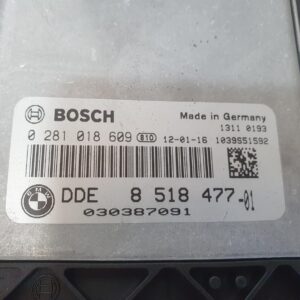 BOSCH Made in Germany
1311 0193
0 281 018 609 81D 12-01-16 1039S51592
DDE 8 518 477-01
030387091